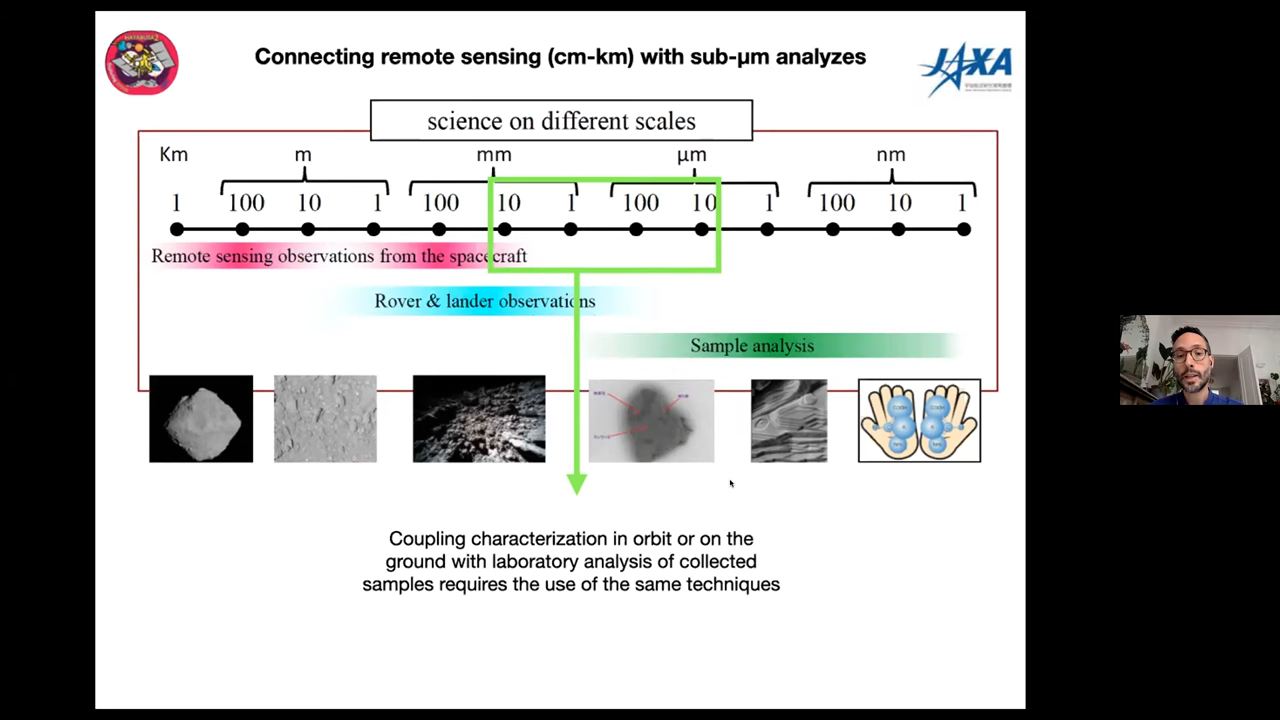 HAYABUSA2
Connecting remote sensing (cm-km) with sub-µm analyzes
JAXA
science on different scales
Km m mm µm nm
1 100 10 1 100 10 1 100 10 1 100 10 1
Remote sensing observations from the spacecraft
Rover & lander observations
Sample analysis
Coupling characterization in orbit or on the
ground with laboratory analysis of collected
samples requires the use of the same techniques